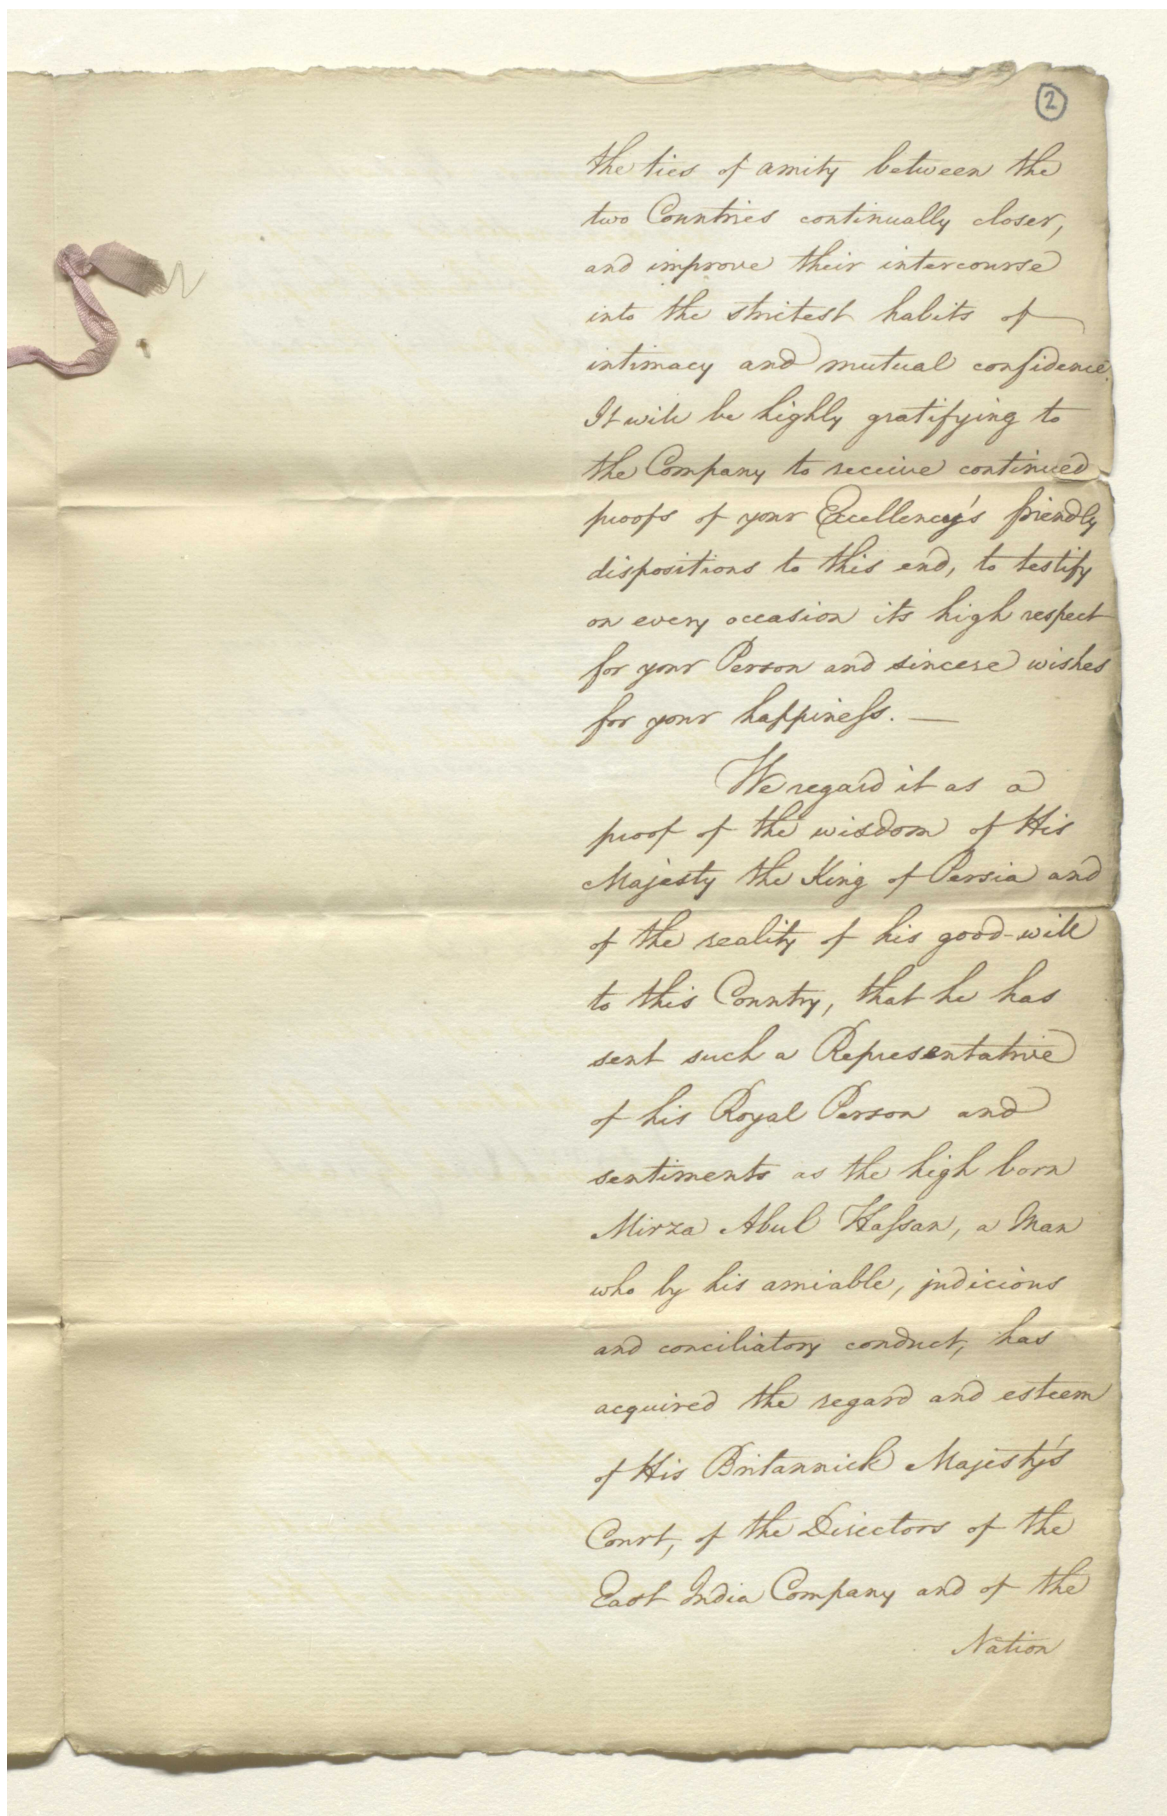 2
the ties of amity between the
two Countries continually closer,
and improve their intercourse
into the strictest habits of
intimacy and mutual confidence.
It will be highly gratifying to
the Company to receive continued
proofs of your Excellency's friendly
dispositions to this end, to testify
on every occasion its high respect
for your Person and sincere wishes
for your happineſs. —
We regard it as a
proof of the wisdom of His
Majesty the King of Persia and
of the reality of his good-will
to this Country, that he has
sent such a Representative
of his Royal Person and
sentiments as the high born
Mirza Abul Haſsan, a Man
who by his amiable, judicious
and conciliatory conduct, has
acquired the regard and esteem
of His Britannick Majesty's
Court, of the Directors of the
East India Company and of the
Nation